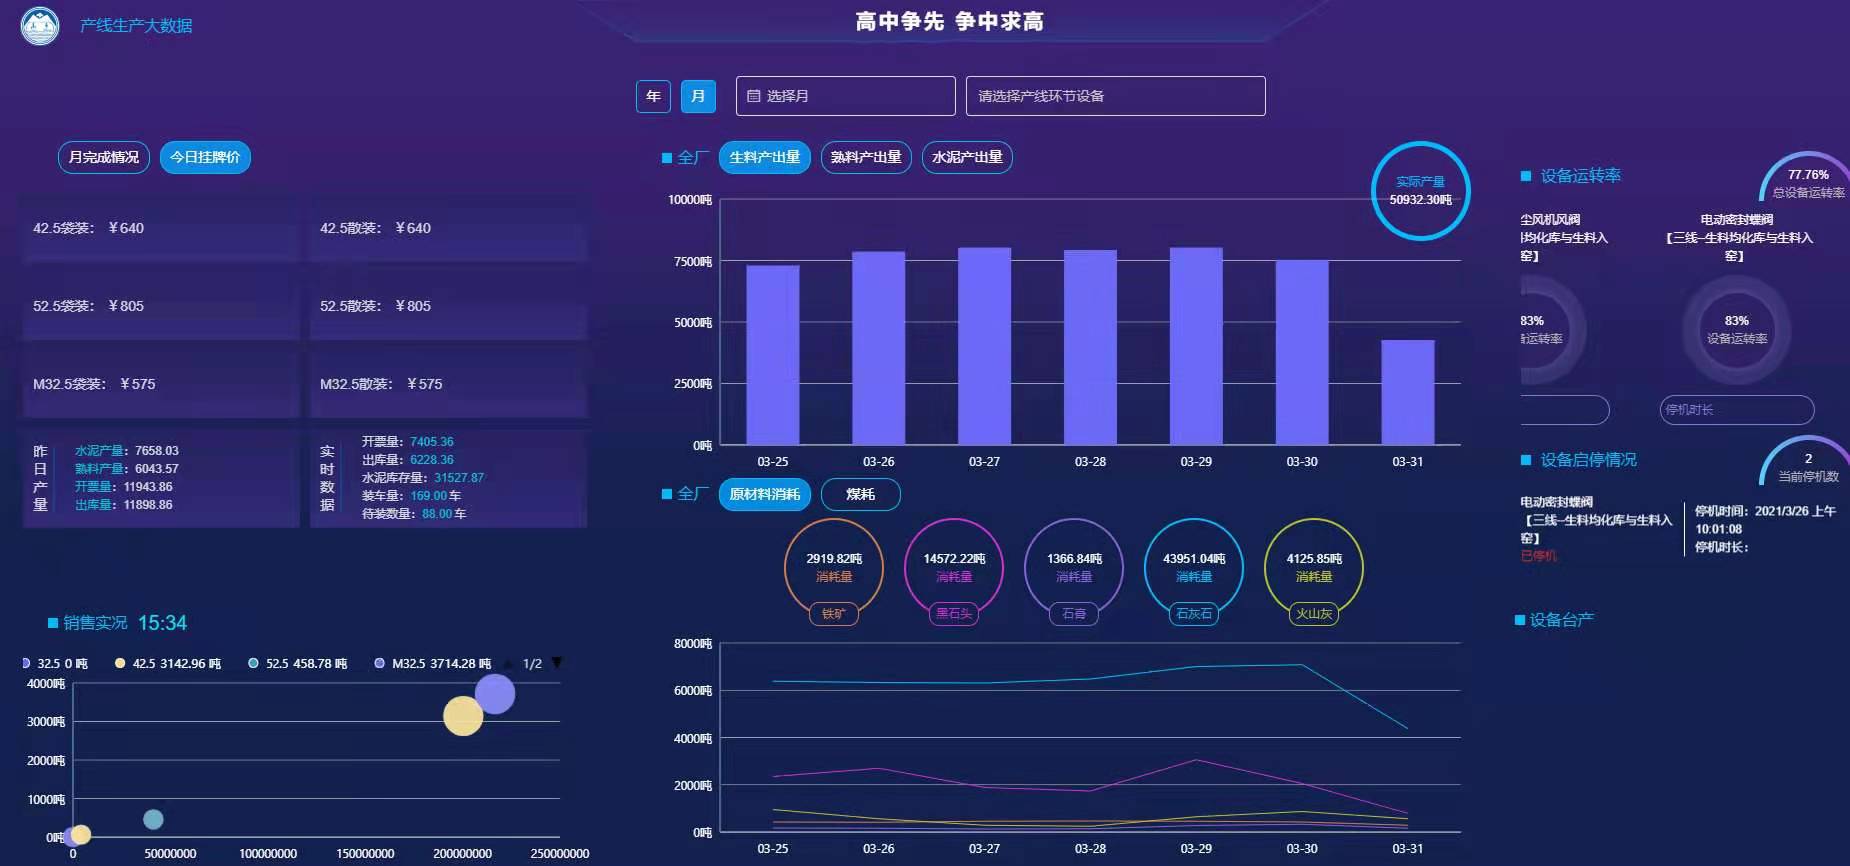 产线生产大数据
高中争先 争中求高
年
月
选择月
请选择产线环节设备
月完成情况
今日挂牌价
42.5袋装： ￥640
42.5散装： ￥640
52.5袋装： ￥805
52.5散装： ￥805
M32.5袋装： ￥575
M32.5散装： ￥575
昨日产量
水泥产量：7658.03
熟料产量：6043.57
开票量：11943.86
出库量：11898.86
实时数据
开票量：7405.36
出库量：6228.36
水泥库存量：31527.87
装车量：169.00车
待装数量：88.00车
销售实况 15:34
32.5 0 吨
42.5 3142.96 吨
52.5 458.78 吨
M32.5 3714.28 吨
1/2
4000吨
3000吨
2000吨
1000吨
0吨
0
50000000
100000000
150000000
200000000
250000000
全厂
生料产出量
熟料产出量
水泥产出量
实际产量
50932.30吨
10000吨
7500吨
5000吨
2500吨
0吨
03-25
03-26
03-27
03-28
03-29
03-30
03-31
全厂
原材料消耗
煤耗
2919.82吨
消耗量
铁矿
14572.22吨
消耗量
黑石头
1366.84吨
消耗量
石膏
43951.04吨
消耗量
石灰石
4125.85吨
消耗量
火山灰
8000吨
6000吨
4000吨
2000吨
0吨
03-25
03-26
03-27
03-28
03-29
03-30
03-31
设备运转率
77.76%
总设备运转率
尘风机风阀
均化库与生料入
窑】
83%
运转率
电动密封蝶阀
【三线--生料均化库与生料入
窑】
83%
设备运转率
停机时长
设备启停情况
2
当前停机数
电动密封蝶阀
【三线--生料均化库与生料入
窑】
已停机
停机时间：2021/3/26 上午
10:01:08
停机时长：
设备台产